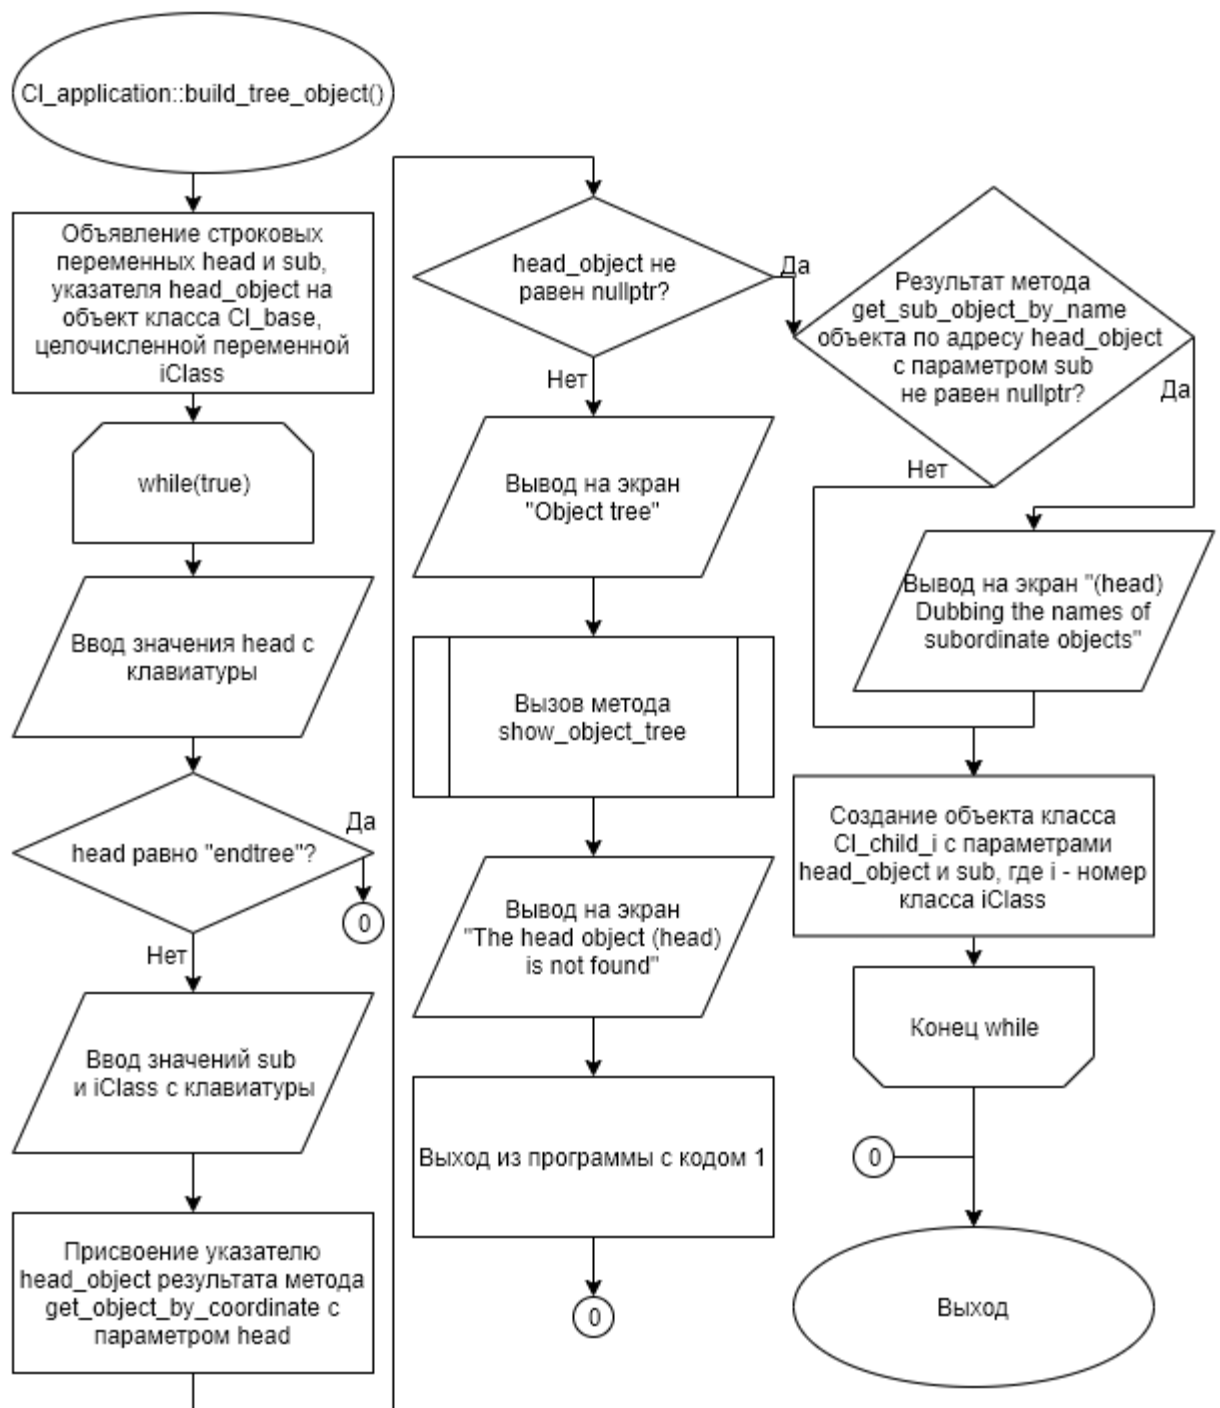 Cl_application::build_tree_object()
Объявление строковых
переменных head и sub,
указателя head_object на
объект класса Cl_base,
целочисленной переменной
iClass
while(true)
Ввод значения head с
клавиатуры
head равно "endtree"?
Да
0
Нет
Ввод значений sub
и iClass с клавиатуры
Присвоение указателю
head_object результата метода
get_object_by_coordinate с
параметром head
head_object не
равен nullptr?
Да
Нет
Вывод на экран
"Object tree"
Вызов метода
show_object_tree
Вывод на экран
"The head object (head)
is not found"
Выход из программы с кодом 1
0
Результат метода
get_sub_object_by_name
объекта по адресу head_object
с параметром sub
не равен nullptr?
Да
Нет
Вывод на экран "(head)
Dubbing the names of
subordinate objects"
Создание объекта класса
Cl_child_i с параметрами
head_object и sub, где i - номер
класса iClass
Конец while
0
Выход